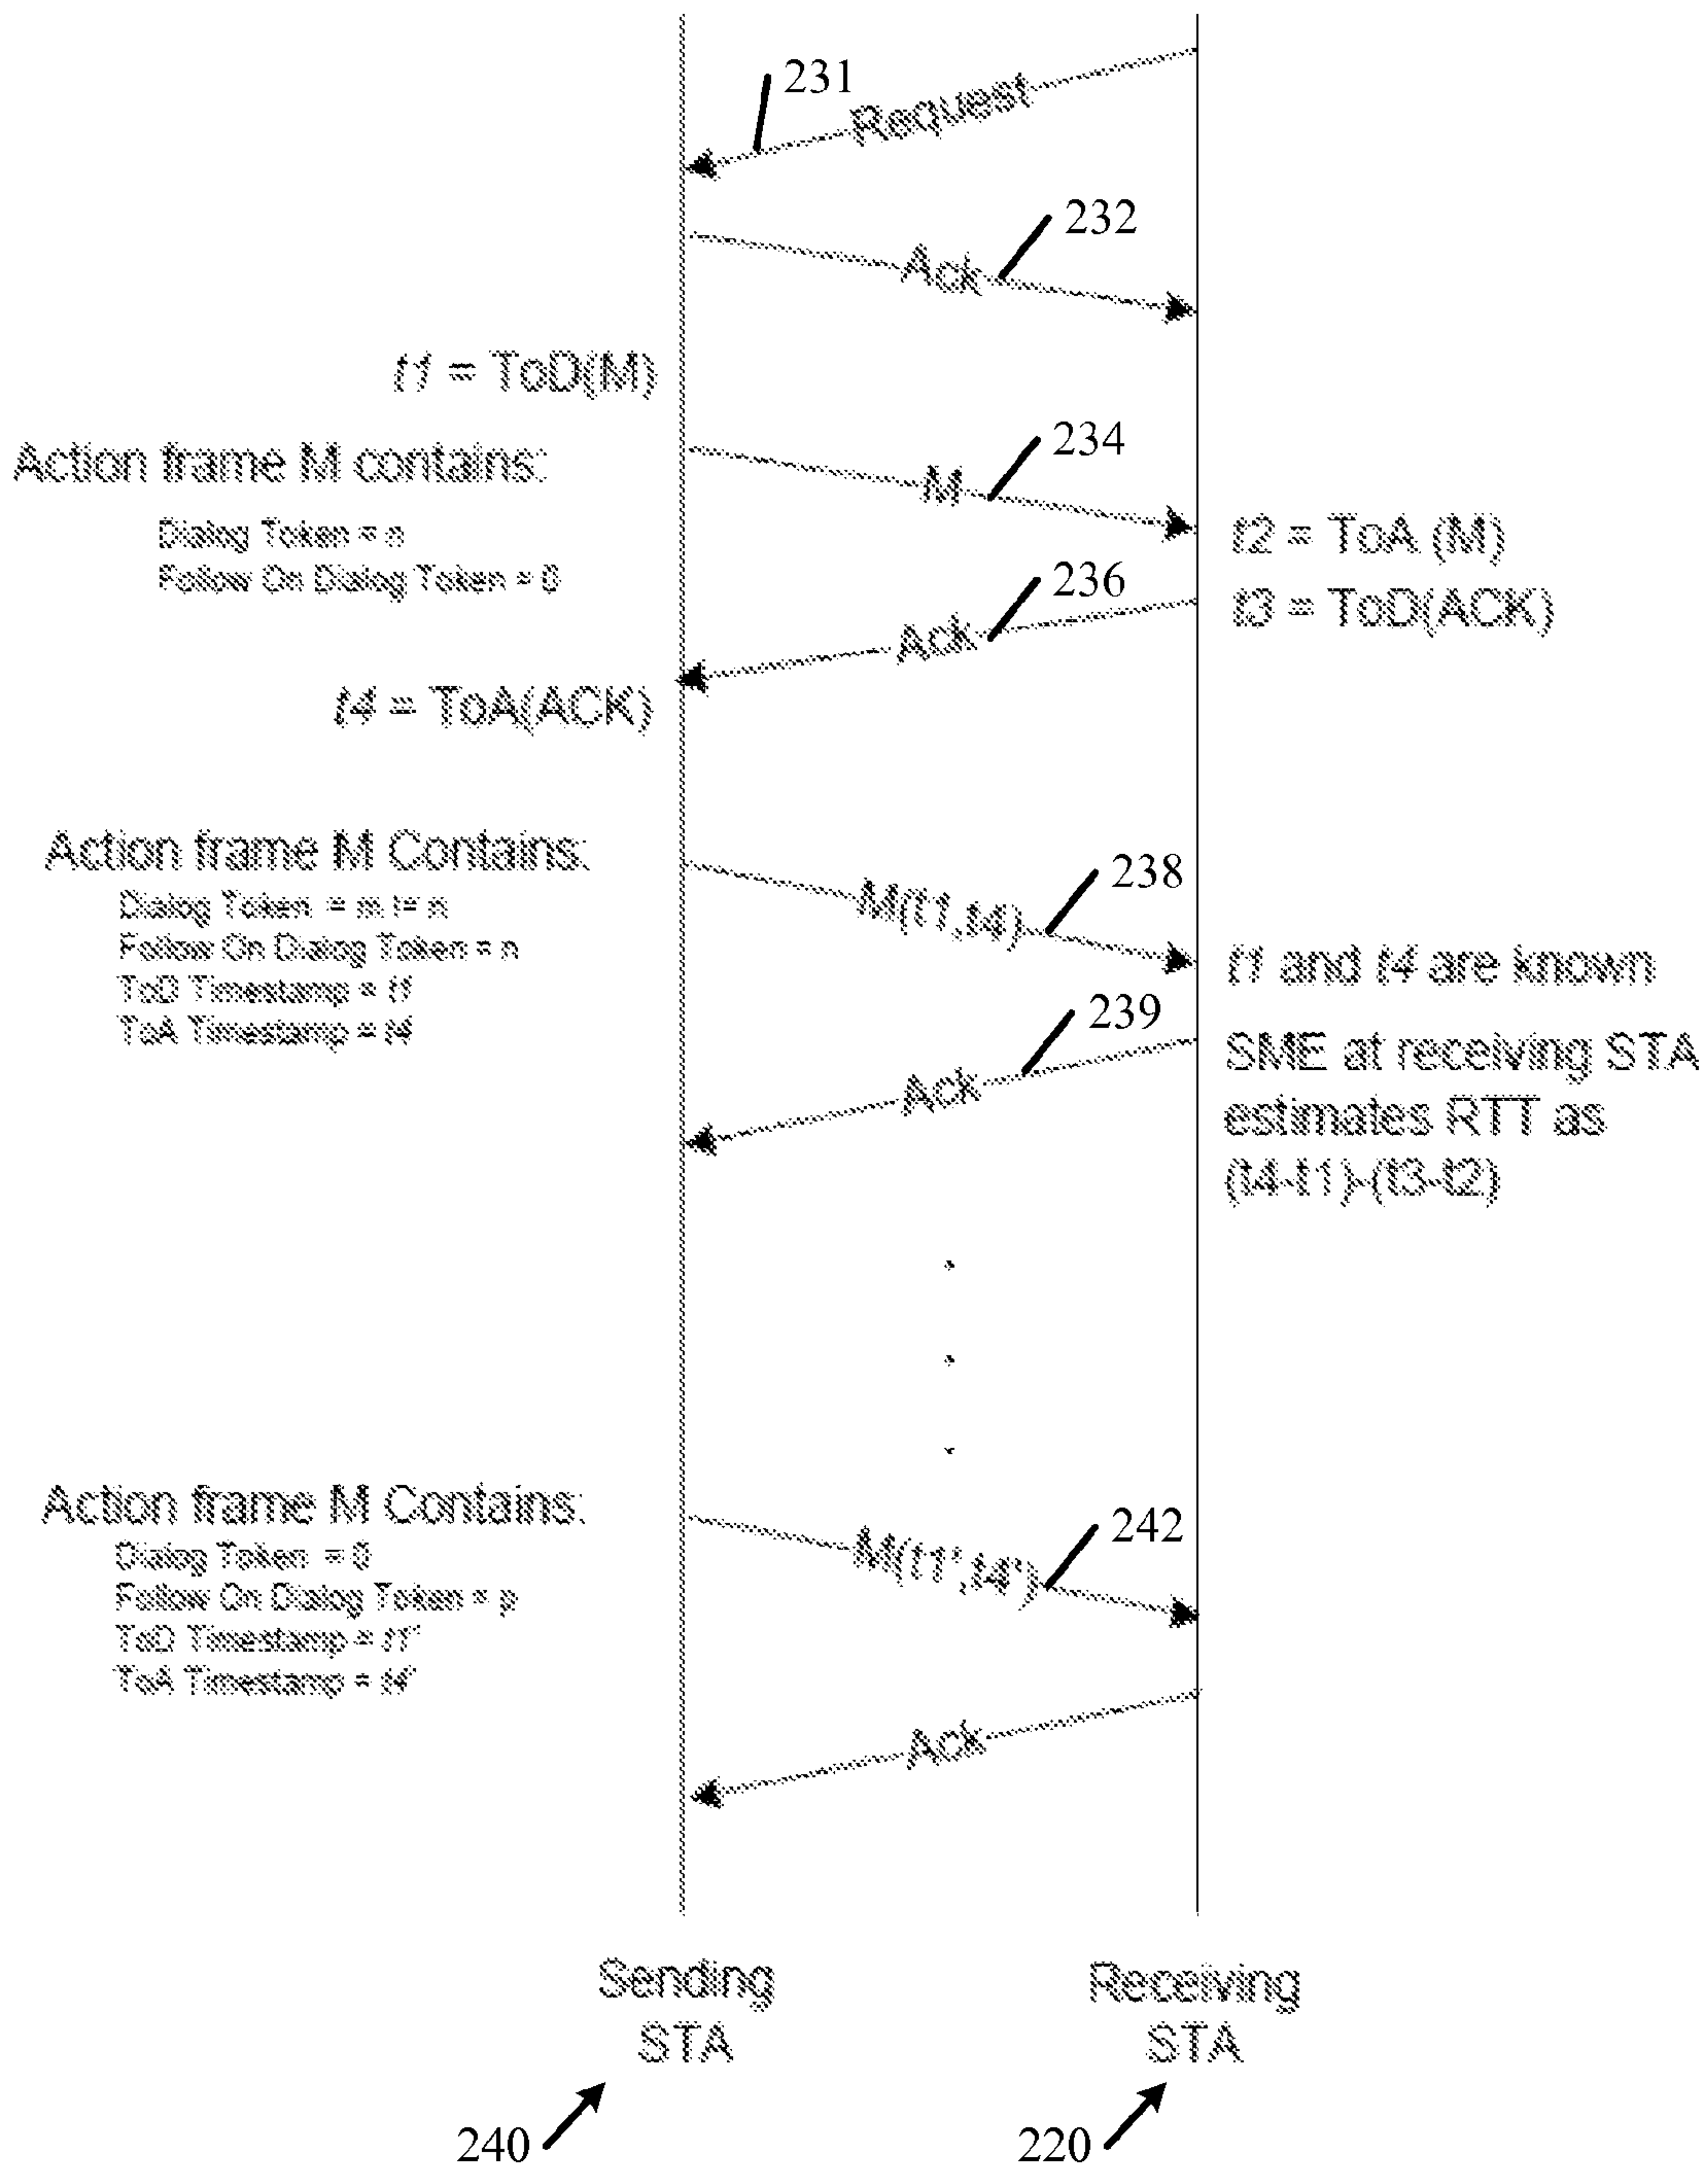 231
Request
232
Ack
t1 = ToD(M)
Action frame M contains:
Dialog Token = n
Follow On Dialog Token = 0
234
M
t2 = ToA (M)
236
Ack
t3 = ToD(ACK)
t4 = ToA(ACK)
Action frame M Contains:
Dialog Token = m != n
Follow On Dialog Token = n
ToD Timestamp = t1
ToA Timestamp = t4
238
M(t1,t4)
t1 and t4 are known
239
Ack
SME at receiving STA
estimates RTT as
(t4-t1)-(t3-t2)
Action frame M Contains:
Dialog Token = 0
Follow On Dialog Token = p
ToD Timestamp = t1'
ToA Timestamp = t4'
242
M(t1',t4')
Ack
Sending
STA
Receiving
STA
240
220